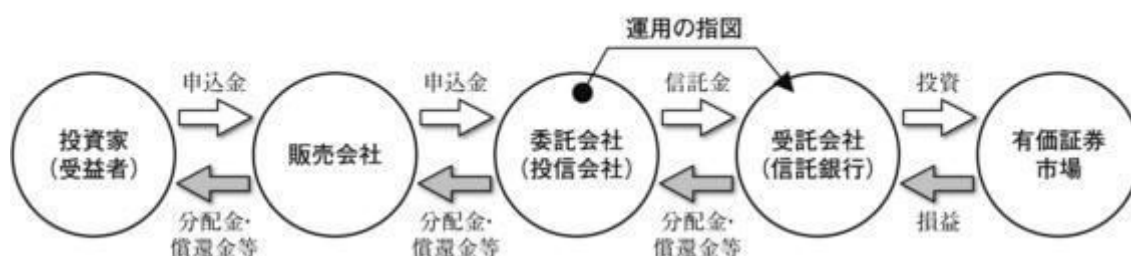 運用の指図
申込金
申込金
信託金
投資
投資家
（受益者）
販売会社
委託会社
（投信会社）
受託会社
（信託銀行）
有価証券
市場
分配金・
償還金等
分配金・
償還金等
分配金・
償還金等
損益